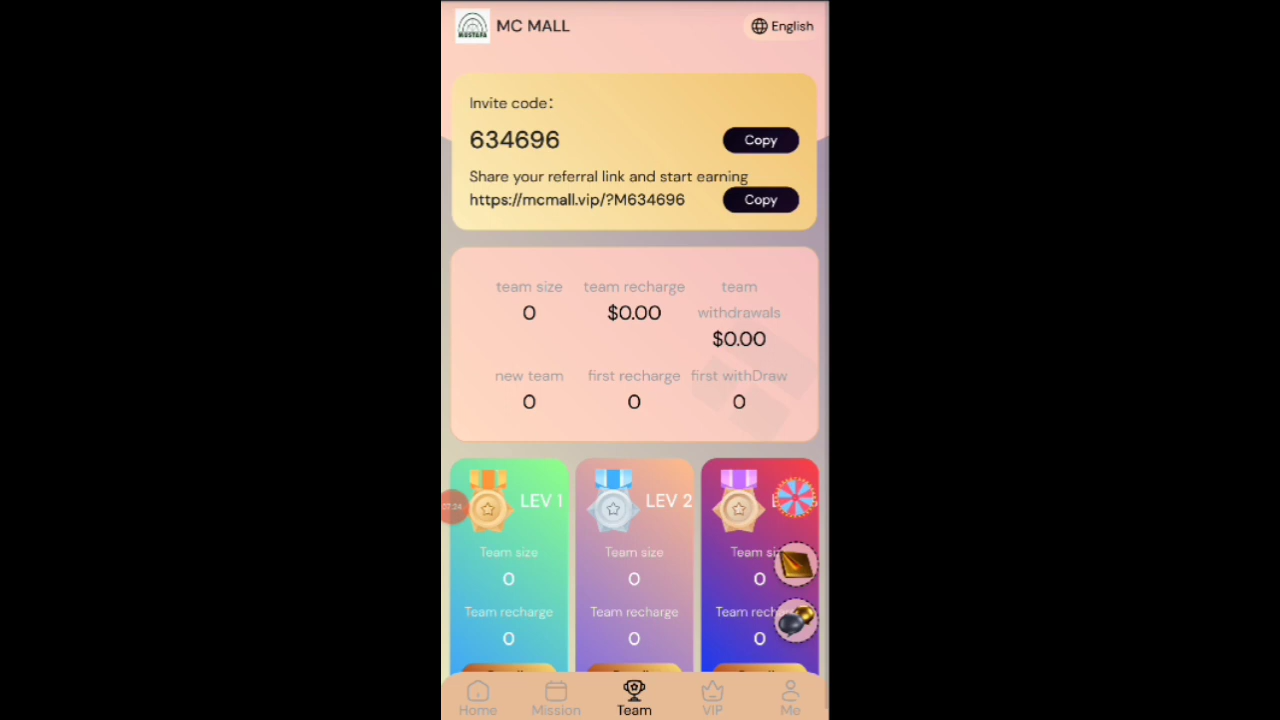 MUSTAFA
MC MALL
English
Invite code:
634696
Copy
Share your referral link and start earning
https://mcmall.vip/?M634696
Copy
team size
team recharge
team withdrawals
0
$0.00
$0.00
new team
first recharge
first withDraw
0
0
0
LEV 1
LEV 2
Team size
Team size
Team
0
0
0
Team recharge
Team recharge
Team
0
0
0
Home
Mission
Team
VIP
Me